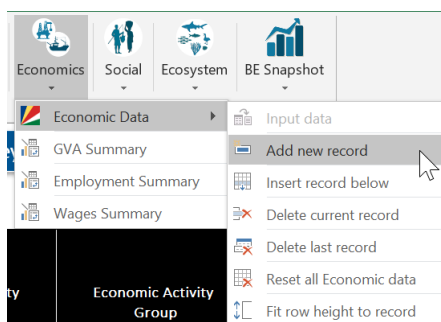 Economics Social Ecosystem BE Snapshot
Economic Data
GVA Summary
Employment Summary
Wages Summary
Input data
Add new record
Insert record below
Delete current record
Delete last record
Reset all Economic data
Fit row height to record
ty
Economic Activity
Group